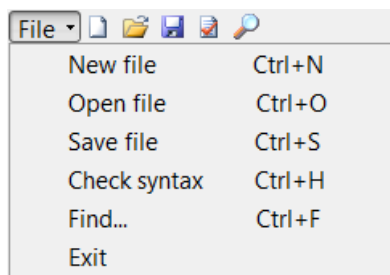 File
New file Ctrl+N
Open file Ctrl+O
Save file Ctrl+S
Check syntax Ctrl+H
Find... Ctrl+F
Exit